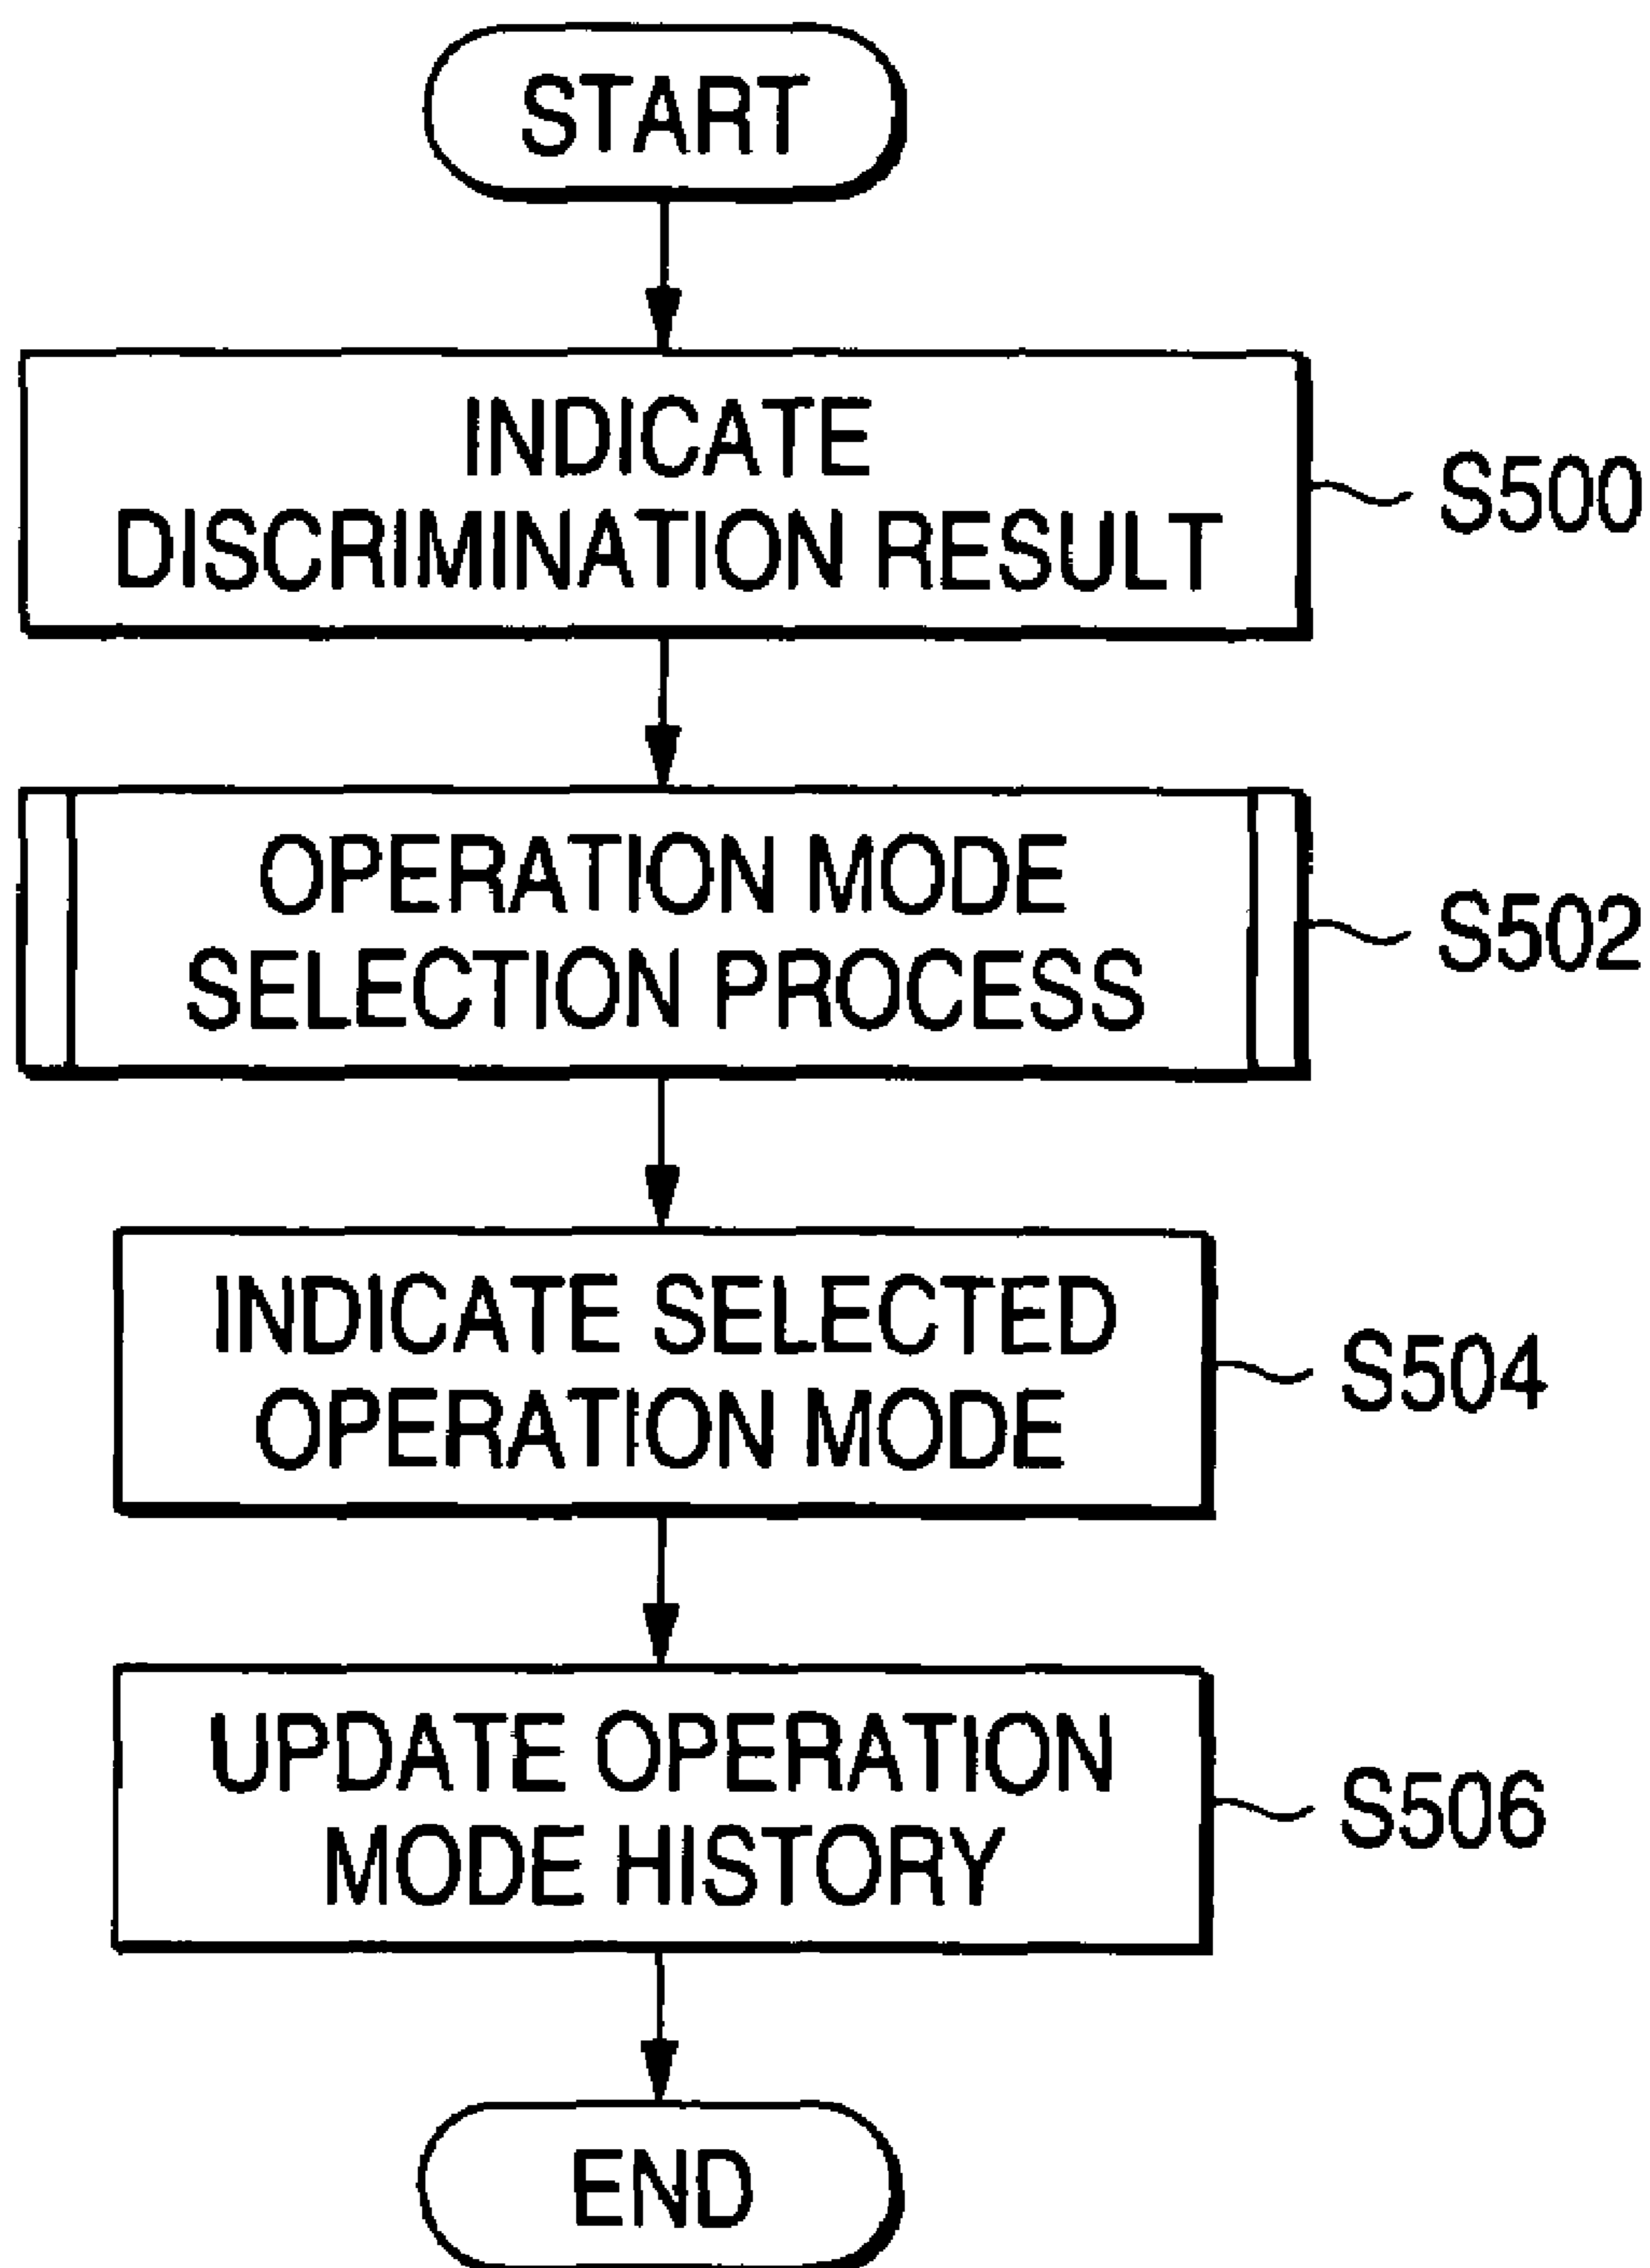 START
INDICATE
DISCRIMINATION RESULT
S500
OPERATION MODE
SELECTION PROCESS
S502
INDICATE SELECTED
OPERATION MODE
S504
UPDATE OPERATION
MODE HISTORY
S506
END